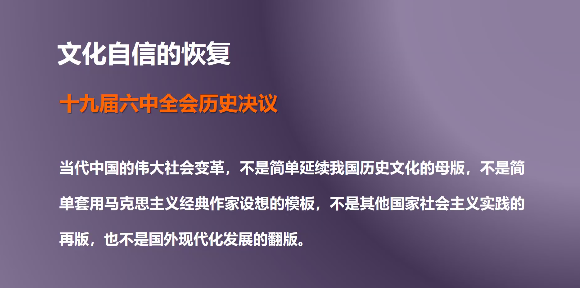 文化自信的恢复
十九届六中全会历史决议
当代中国的伟大社会变革，不是简单延续我国历史文化的母版，不是简
单套用马克思主义经典作家设想的模板，不是其他国家社会主义实践的
再版，也不是国外现代化发展的翻版。